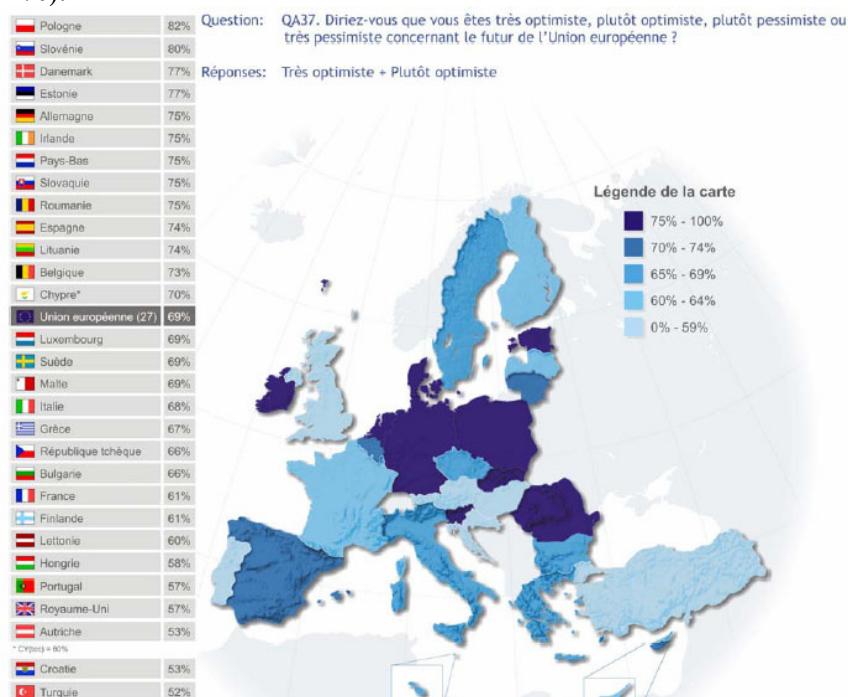 Question: QA37. Diriez-vous que vous êtes très optimiste, plutôt optimiste, plutôt pessimiste ou
très pessimiste concernant le futur de l'Union européenne ?
Réponses: Très optimiste + Plutôt optimiste
Pologne 82%
Slovénie 80%
Danemark 77%
Estonie 77%
Allemagne 75%
Irlande 75%
Pays-Bas 75%
Slovaquie 75%
Roumanie 75%
Espagne 74%
Lituanie 74%
Belgique 73%
Chypre* 70%
Union européenne (27) 69%
Luxembourg 69%
Suède 69%
Malte 69%
Italie 68%
Grèce 67%
République tchèque 66%
Bulgarie 66%
France 61%
Finlande 61%
Lettonie 60%
Hongrie 58%
Portugal 57%
Royaume-Uni 57%
Autriche 53%
* CY(tcc) = 60%
Croatie 53%
Turquie 52%
Légende de la carte
75% - 100%
70% - 74%
65% - 69%
60% - 64%
0% - 59%